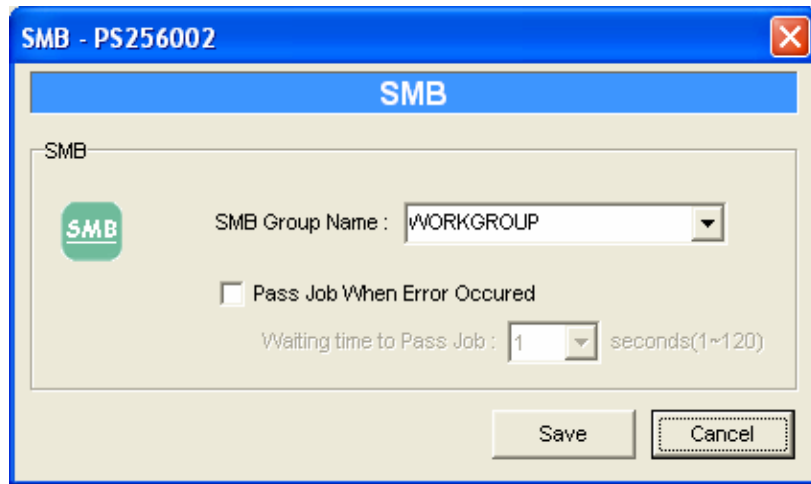 SMB - PS256002
SMB
SMB
SMB
SMB Group Name : WORKGROUP
Pass Job When Error Occured
Waiting time to Pass Job : 1 seconds(1~120)
Save Cancel